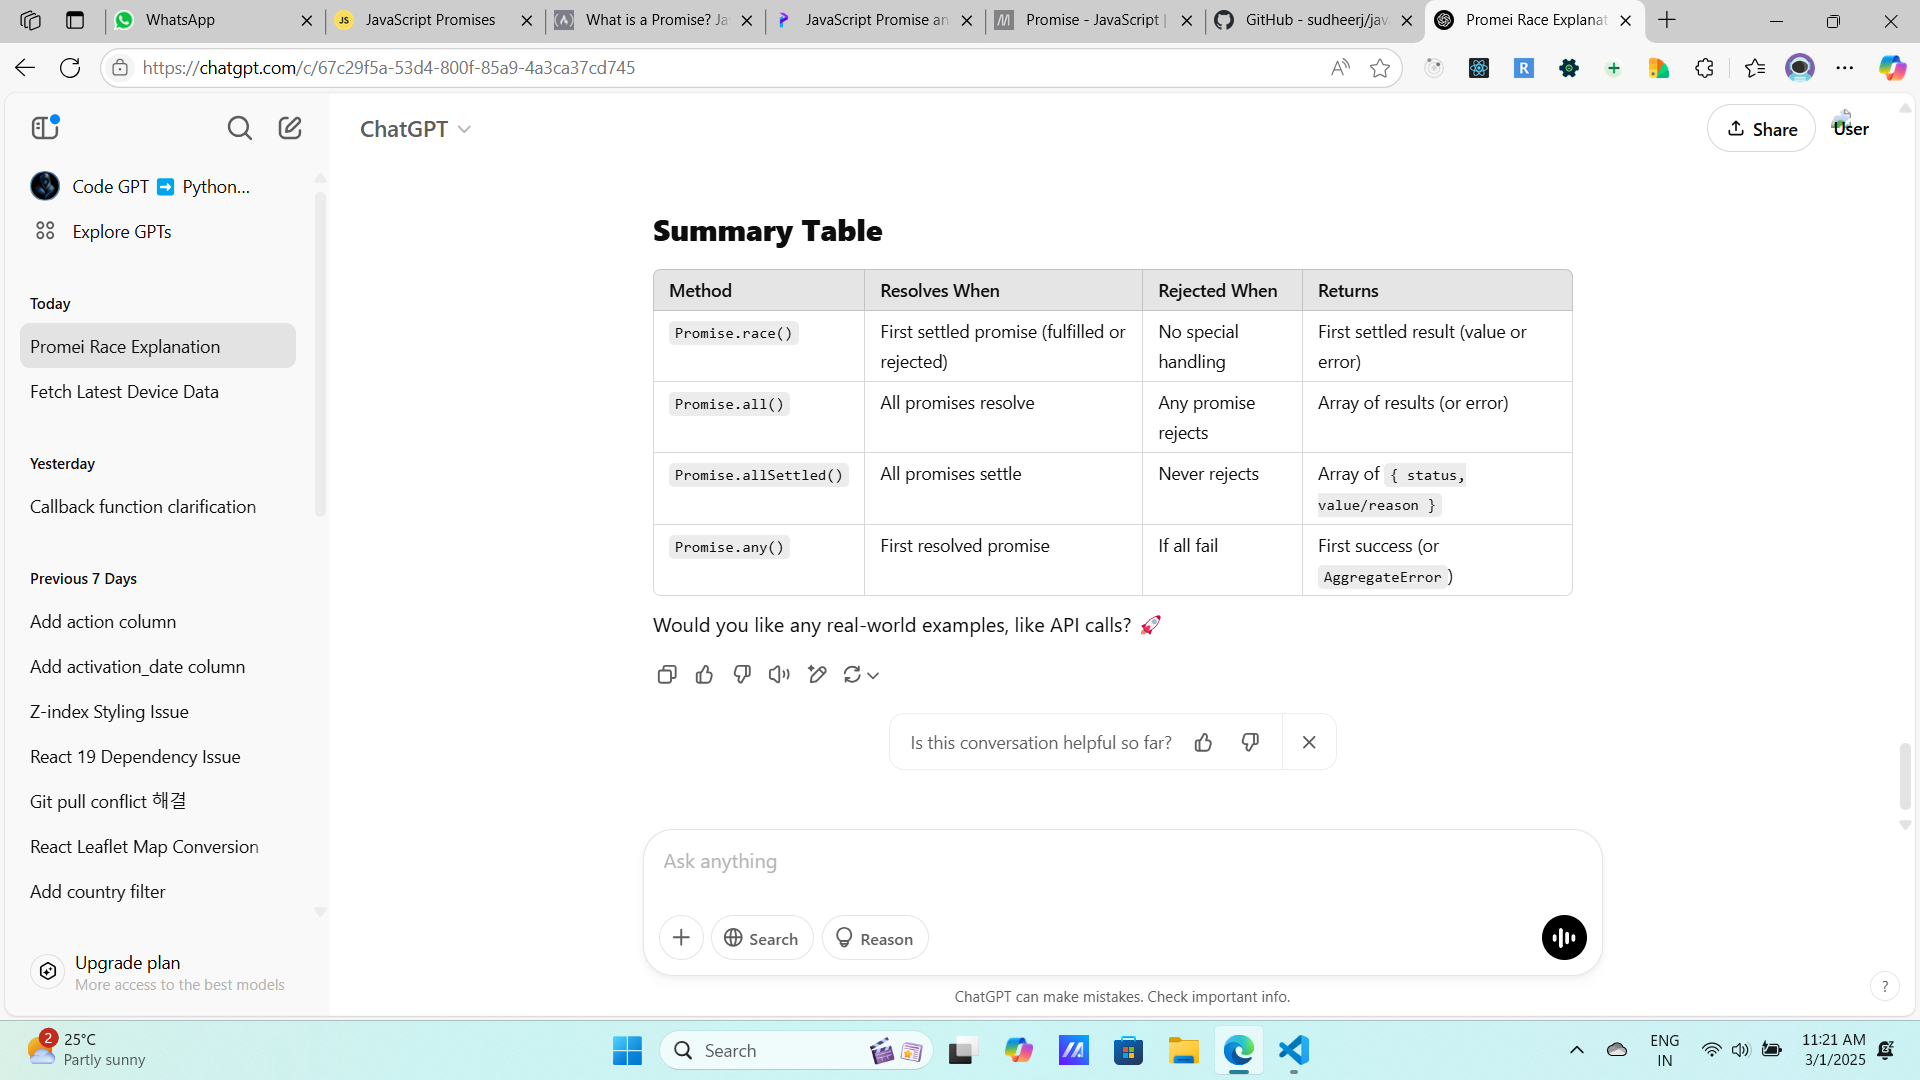 WhatsApp
JavaScript Promises
What is a Promise? Ja
JavaScript Promise an
Promise - JavaScript |
GitHub - sudheerj/jav
Promei Race Explanat
https://chatgpt.com/c/67c29f5a-53d4-800f-85a9-4a3ca37cd745
ChatGPT
Share
User
Code GPT ➡️ Python...
Explore GPTs
Today
Promei Race Explanation
Fetch Latest Device Data
Yesterday
Callback function clarification
Previous 7 Days
Add action column
Add activation_date column
Z-index Styling Issue
React 19 Dependency Issue
Git pull conflict 해결
React Leaflet Map Conversion
Add country filter
Upgrade plan
More access to the best models
Summary Table
Method Resolves When Rejected When Returns
Promise.race() First settled promise (fulfilled or rejected) No special handling First settled result (value or error)
Promise.all() All promises resolve Any promise rejects Array of results (or error)
Promise.allSettled() All promises settle Never rejects Array of { status, value/reason }
Promise.any() First resolved promise If all fail First success (or AggregateError)
Would you like any real-world examples, like API calls? 🚀
Is this conversation helpful so far?
Ask anything
Search
Reason
ChatGPT can make mistakes. Check important info.
?
2
25°C
Partly sunny
Search
ENG
IN
11:21 AM
3/1/2025